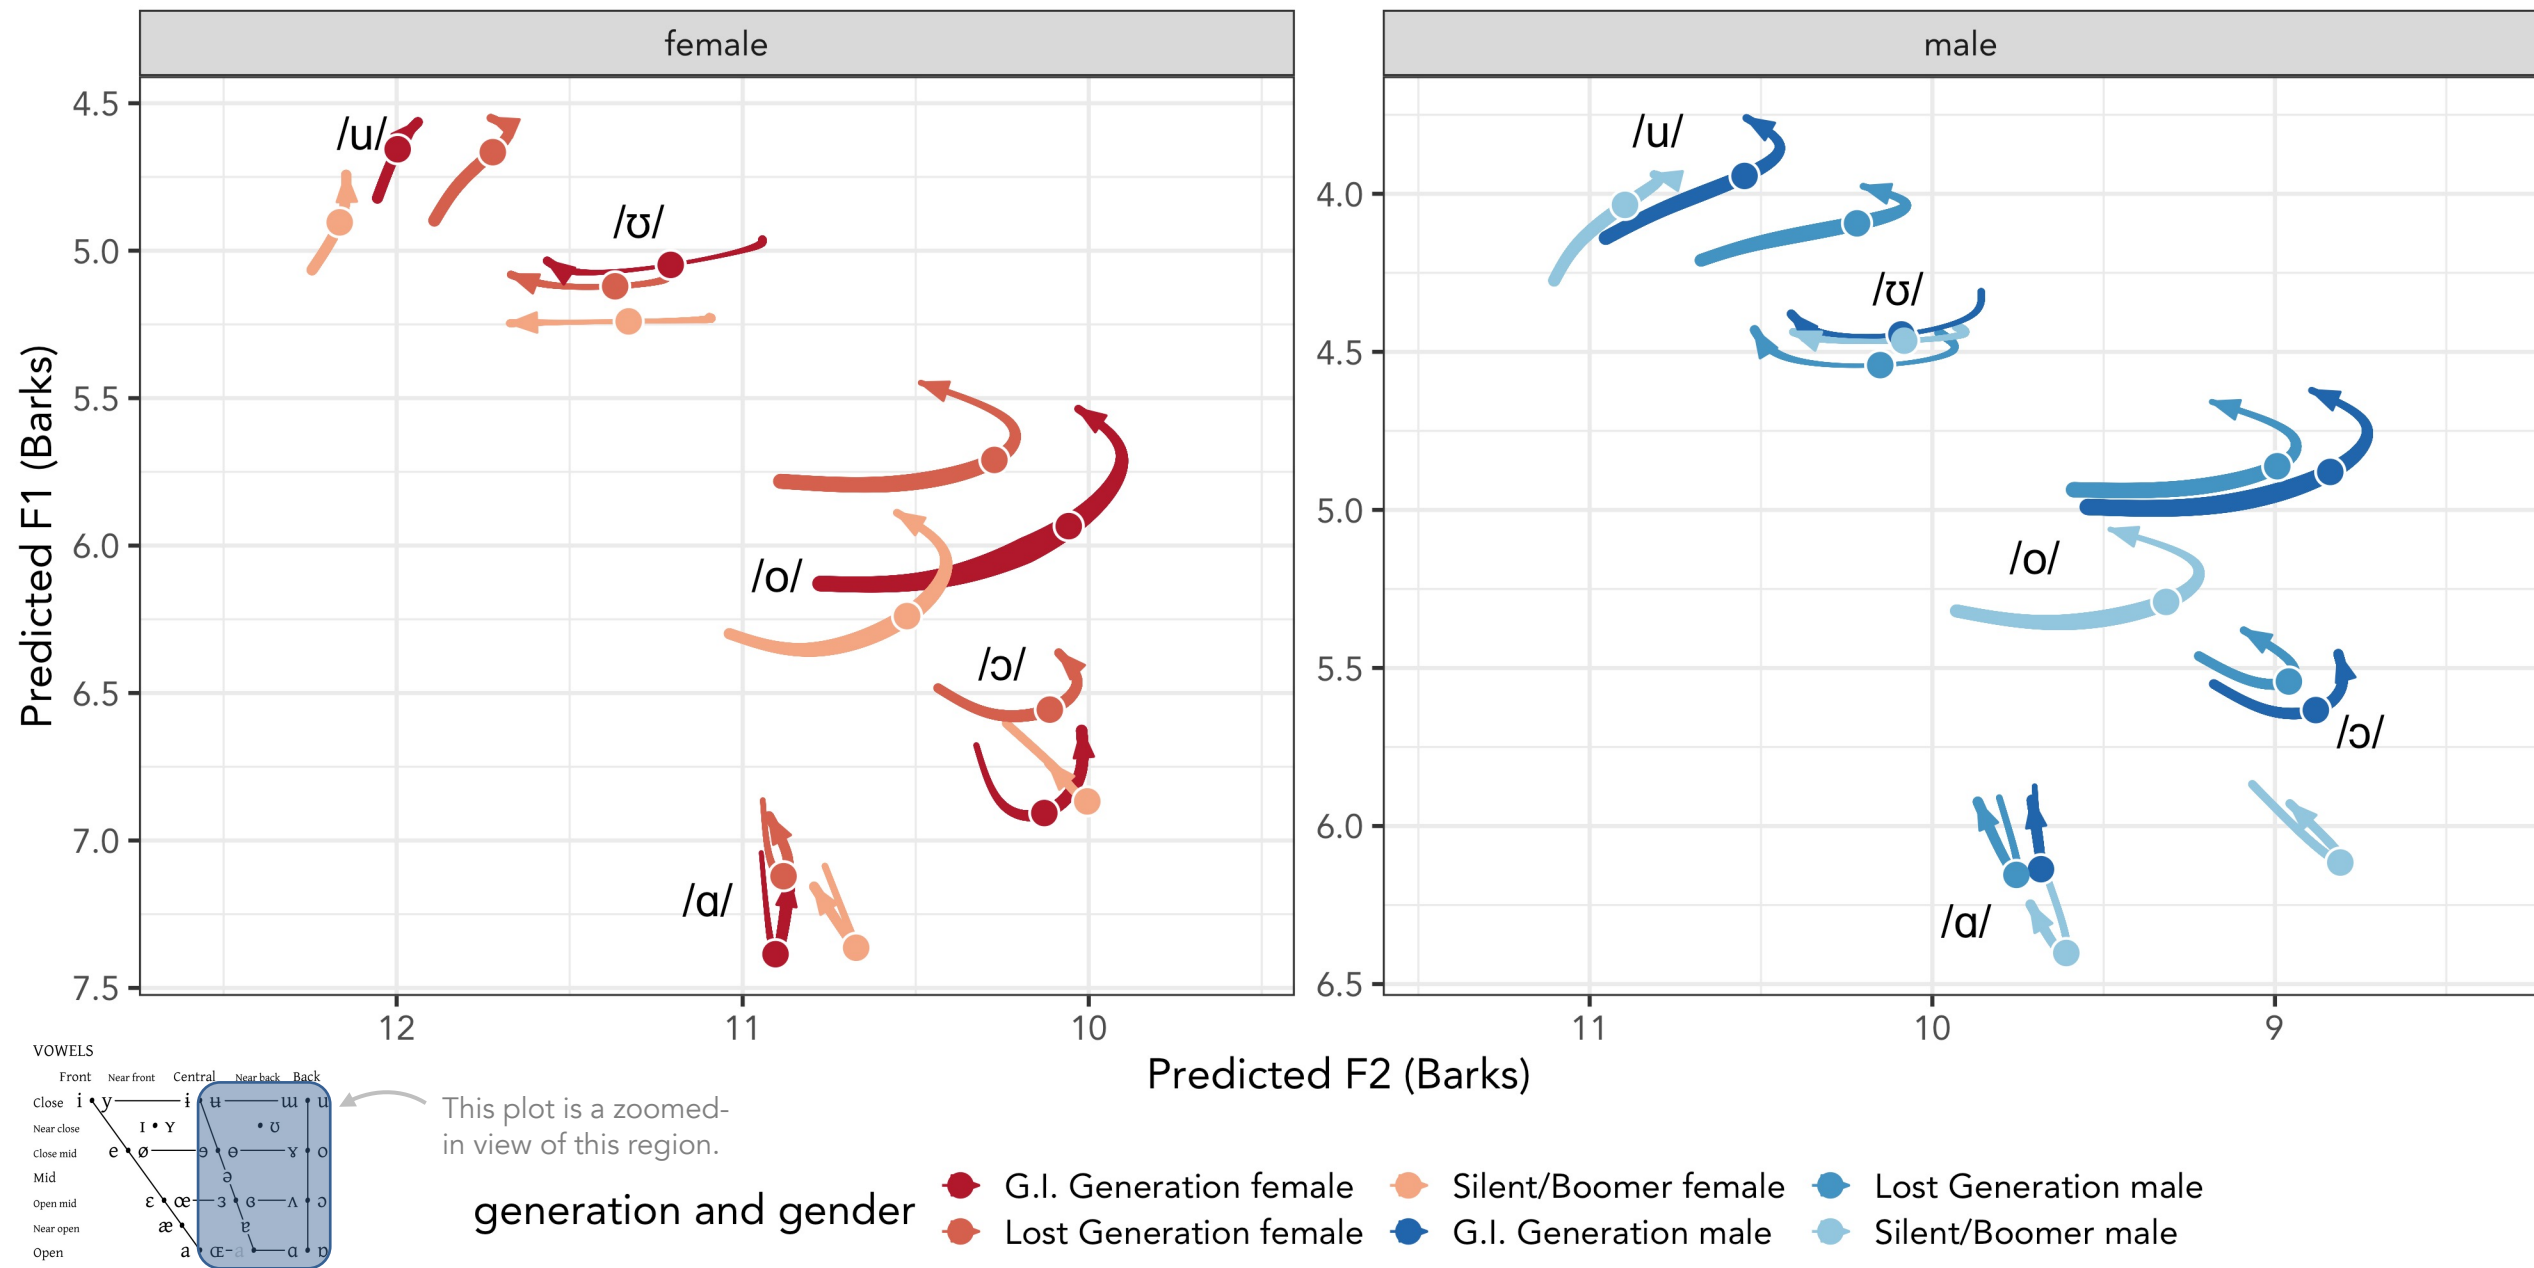 female
male
4.5
5.0
5.5
6.0
6.5
7.0
7.5
Predicted F1 (Barks)
/u/
/ʊ/
/o/
/ɔ/
/ɑ/
12
11
10
4.0
4.5
5.0
5.5
6.0
6.5
/u/
/ʊ/
/o/
/ɔ/
/ɑ/
11
10
9
Predicted F2 (Barks)
VOWELS
Front Near front Central Near back Back
Close i y ɨ ʉ ɯ u
Near close ɪ ʏ ʊ
Close mid e ø ɘ ɵ ɤ o
Mid ə
Open mid ɛ œ ɜ ɞ ʌ ɔ
Near open æ ɐ
Open a ɶ a ɑ ɒ
This plot is a zoomed-
in view of this region.
generation and gender
G.I. Generation female
Silent/Boomer female
Lost Generation male
Lost Generation female
G.I. Generation male
Silent/Boomer male